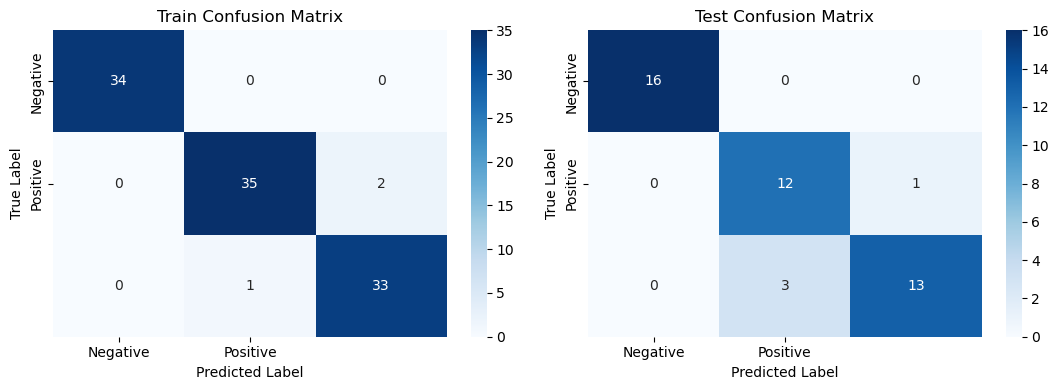 Train Confusion Matrix
Negative
Positive
True Label
34 0 0
0 35 2
0 1 33
Negative Positive
Predicted Label
35
30
25
20
15
10
5
0
Test Confusion Matrix
Negative
Positive
True Label
16 0 0
0 12 1
0 3 13
Negative Positive
Predicted Label
16
14
12
10
8
6
4
2
0